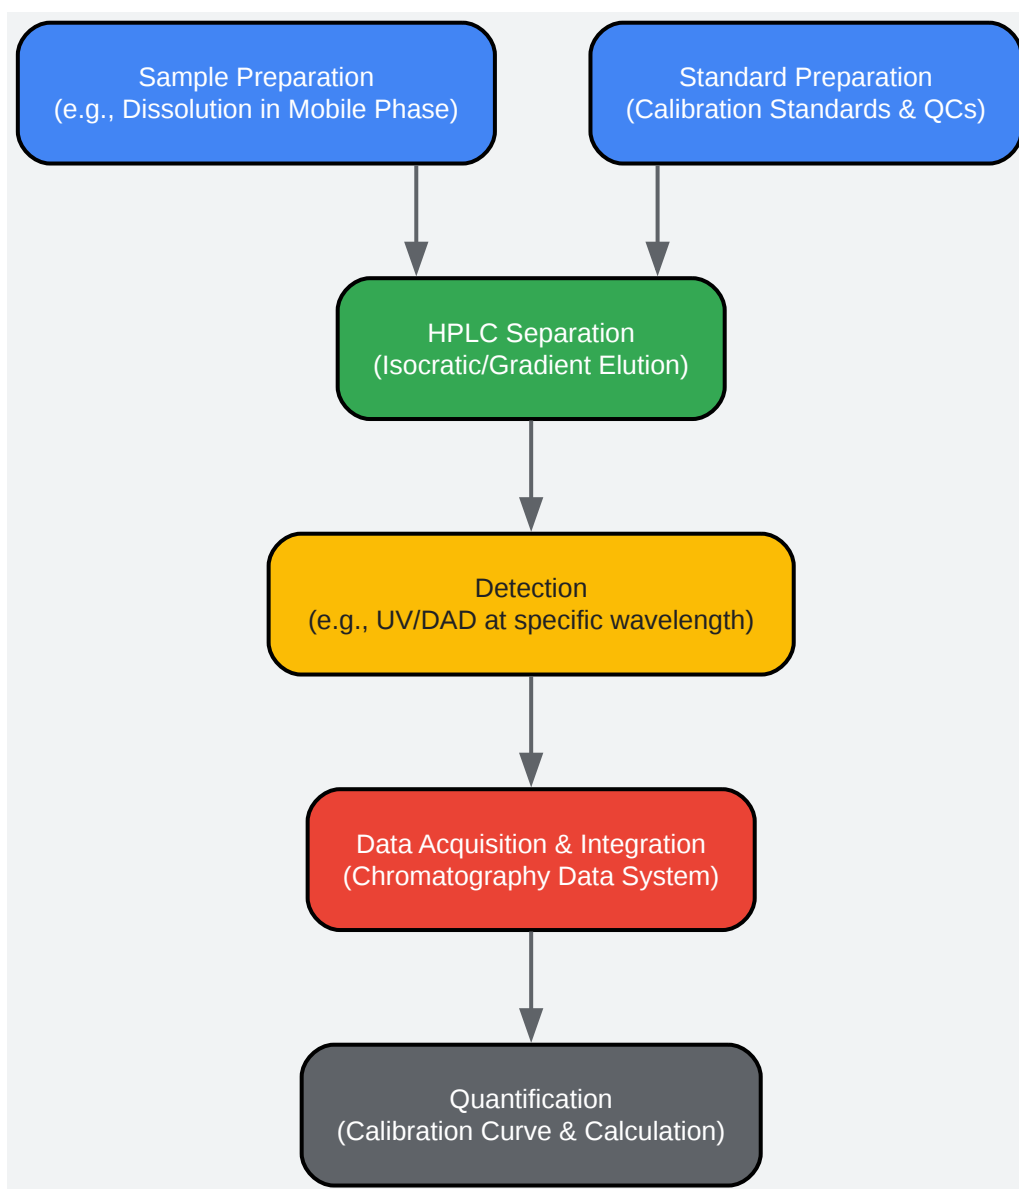 Sample Preparation
(e.g., Dissolution in Mobile Phase)
Standard Preparation
(Calibration Standards & QCs)
HPLC Separation
(Isocratic/Gradient Elution)
Detection
(e.g., UV/DAD at specific wavelength)
Data Acquisition & Integration
(Chromatography Data System)
Quantification
(Calibration Curve & Calculation)